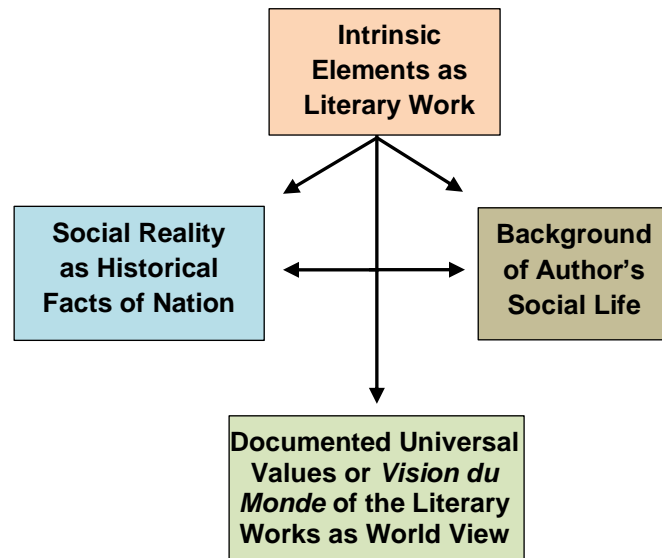 Intrinsic
Elements as
Literary Work
Social Reality
as Historical
Facts of Nation
Background
of Author's
Social Life
Documented Universal
Values or Vision du
Monde of the Literary
Works as World View